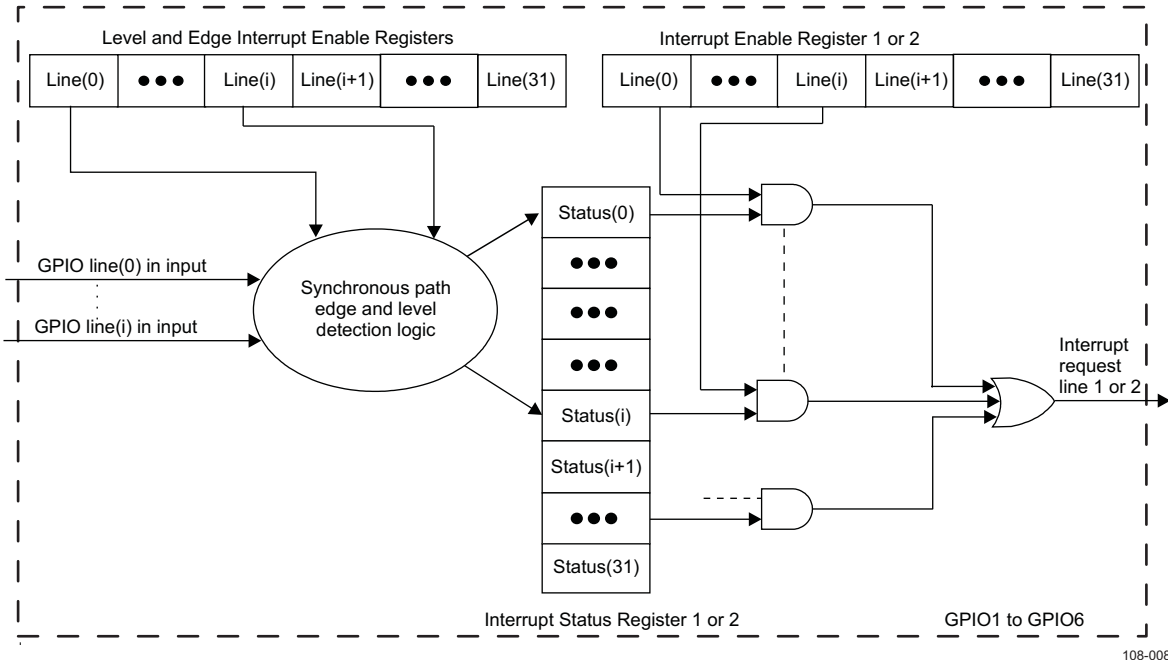 Level and Edge Interrupt Enable Registers
Interrupt Enable Register 1 or 2
Line(0) ●●● Line(i) Line(i+1) ●●● Line(31)
Line(0) ●●● Line(i) Line(i+1) ●●● Line(31)
Status(0)
●●●
●●●
●●●
Status(i)
Status(i+1)
●●●
Status(31)
GPIO line(0) in input
GPIO line(i) in input
Synchronous path
edge and level
detection logic
Interrupt
request
line 1 or 2
Interrupt Status Register 1 or 2
GPIO1 to GPIO6
108-008